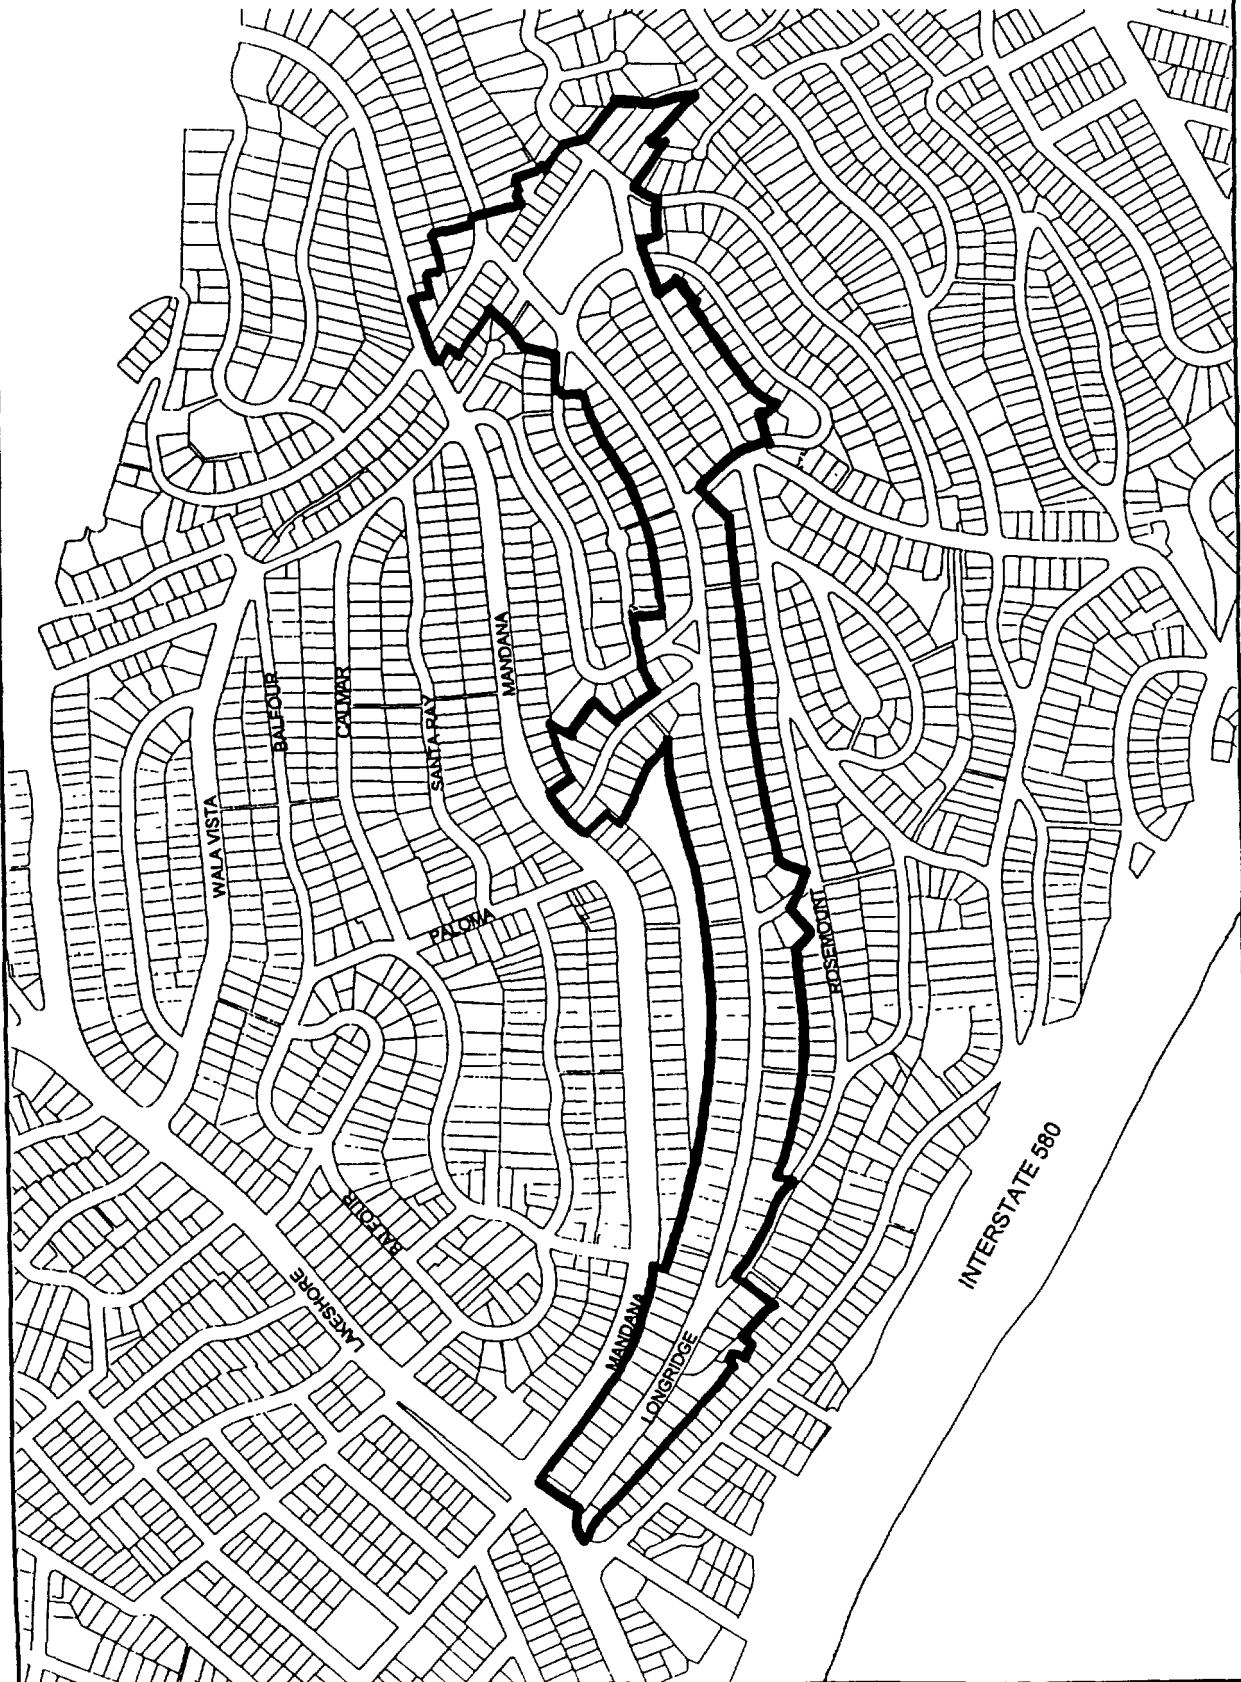 MANDANA
BALFOUR
CALMAR
SANTA RAY
WALA VISTA
PALOMA
ROSEMOUNT
INTERSTATE 580
BALFOUR
LAKESHORE
MANDANA
LONGRIDGE